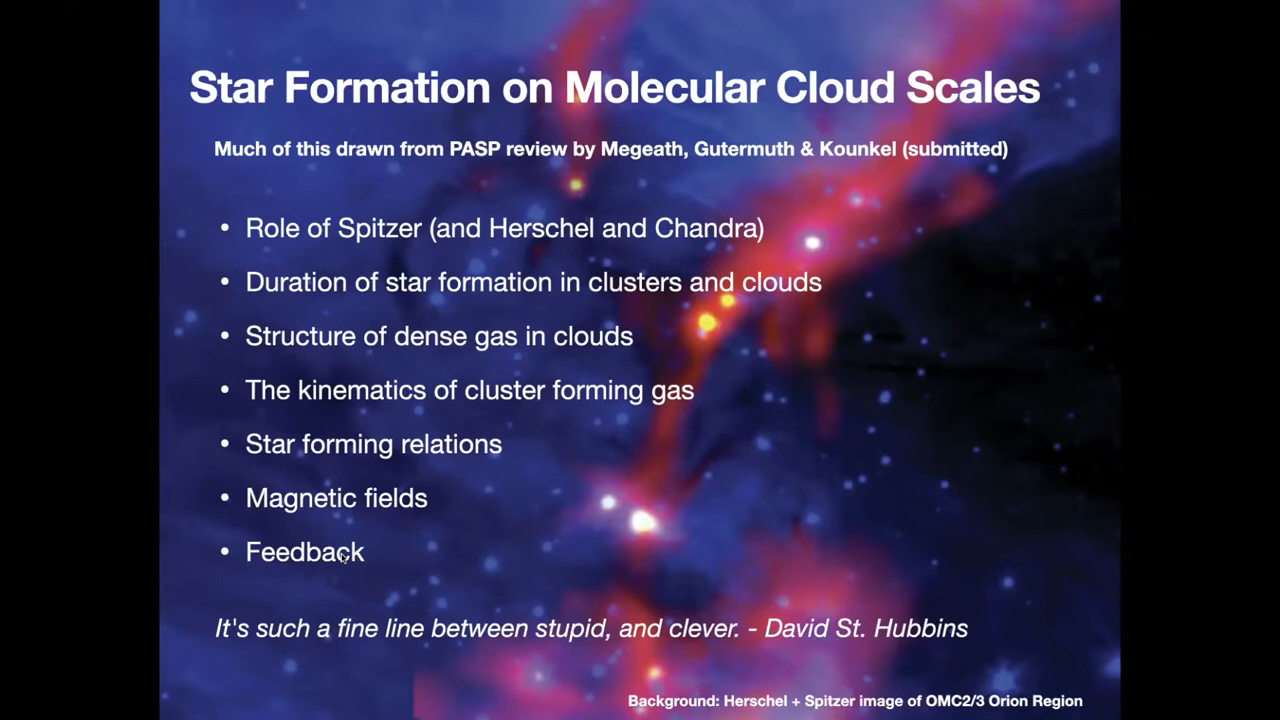 Star Formation on Molecular Cloud Scales
Much of this drawn from PASP review by Megeath, Gutermuth & Kounkel (submitted)
• Role of Spitzer (and Herschel and Chandra)
• Duration of star formation in clusters and clouds
• Structure of dense gas in clouds
• The kinematics of cluster forming gas
• Star forming relations
• Magnetic fields
• Feedback
It's such a fine line between stupid, and clever. - David St. Hubbins
Background: Herschel + Spitzer image of OMC2/3 Orion Region